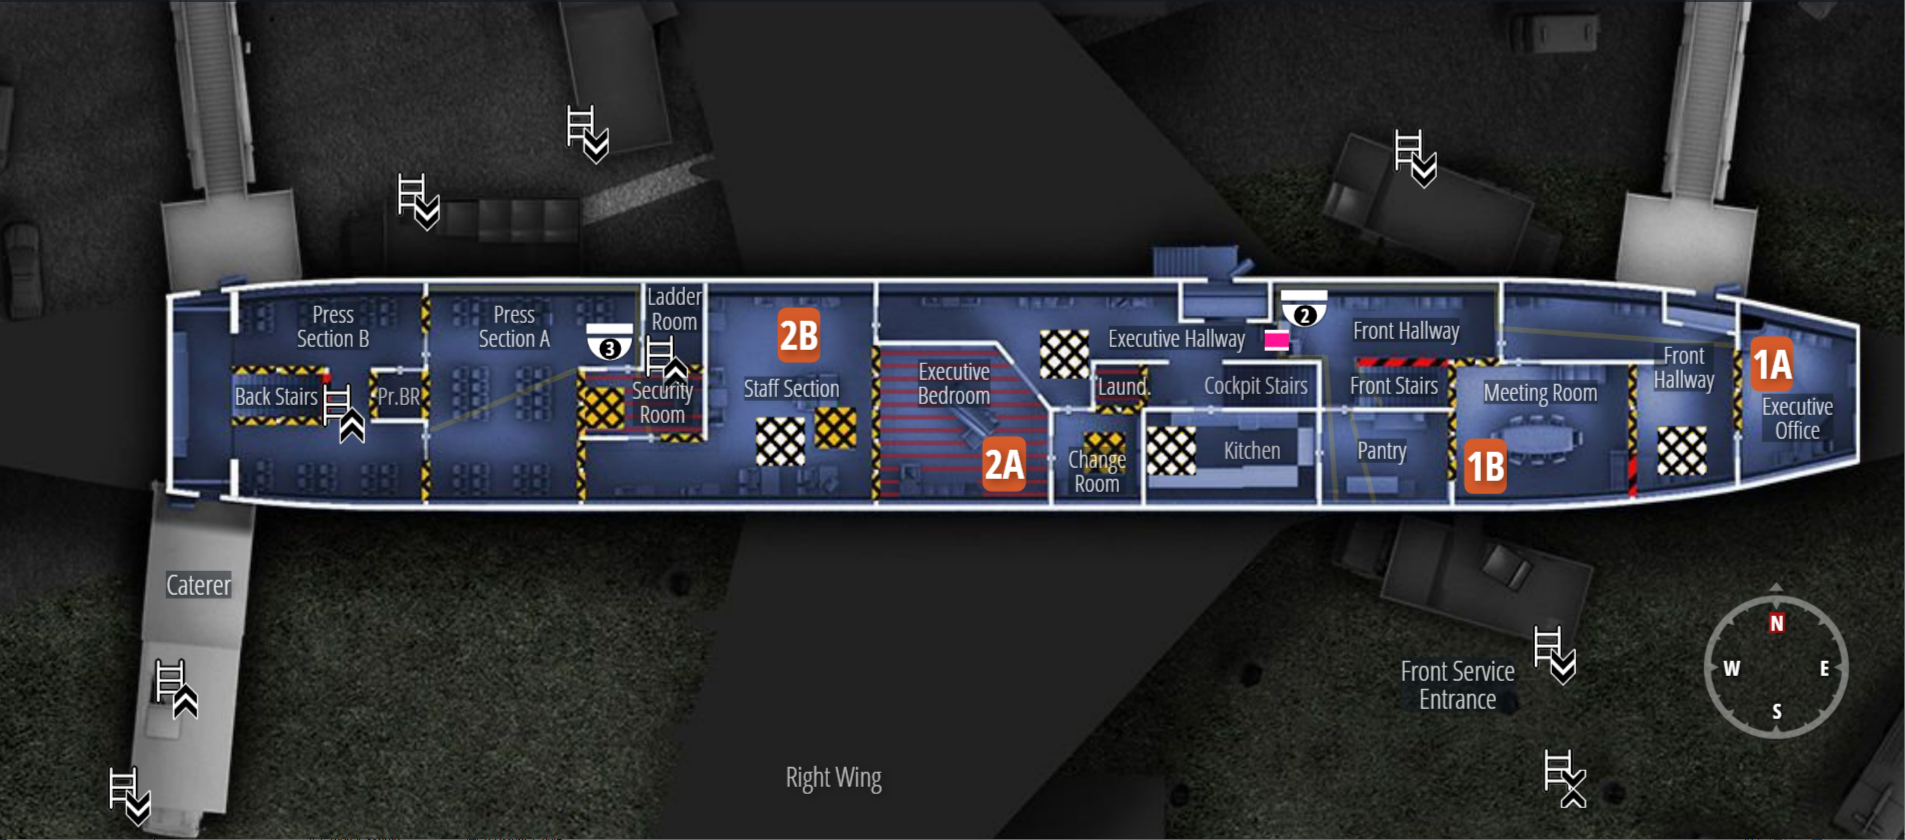 Press
Section B
Press
Section A
Ladder
Room
2B
Executive Hallway
2
Front Hallway
3
Back Stairs
Pr.BR
Security
Room
Staff Section
Executive
Bedroom
Laund.
Cockpit Stairs
Front Stairs
Meeting Room
Front
Hallway
1A
Executive
Office
2A
Change
Room
Kitchen
Pantry
1B
Caterer
Front Service
Entrance
Right Wing
N
W
E
S